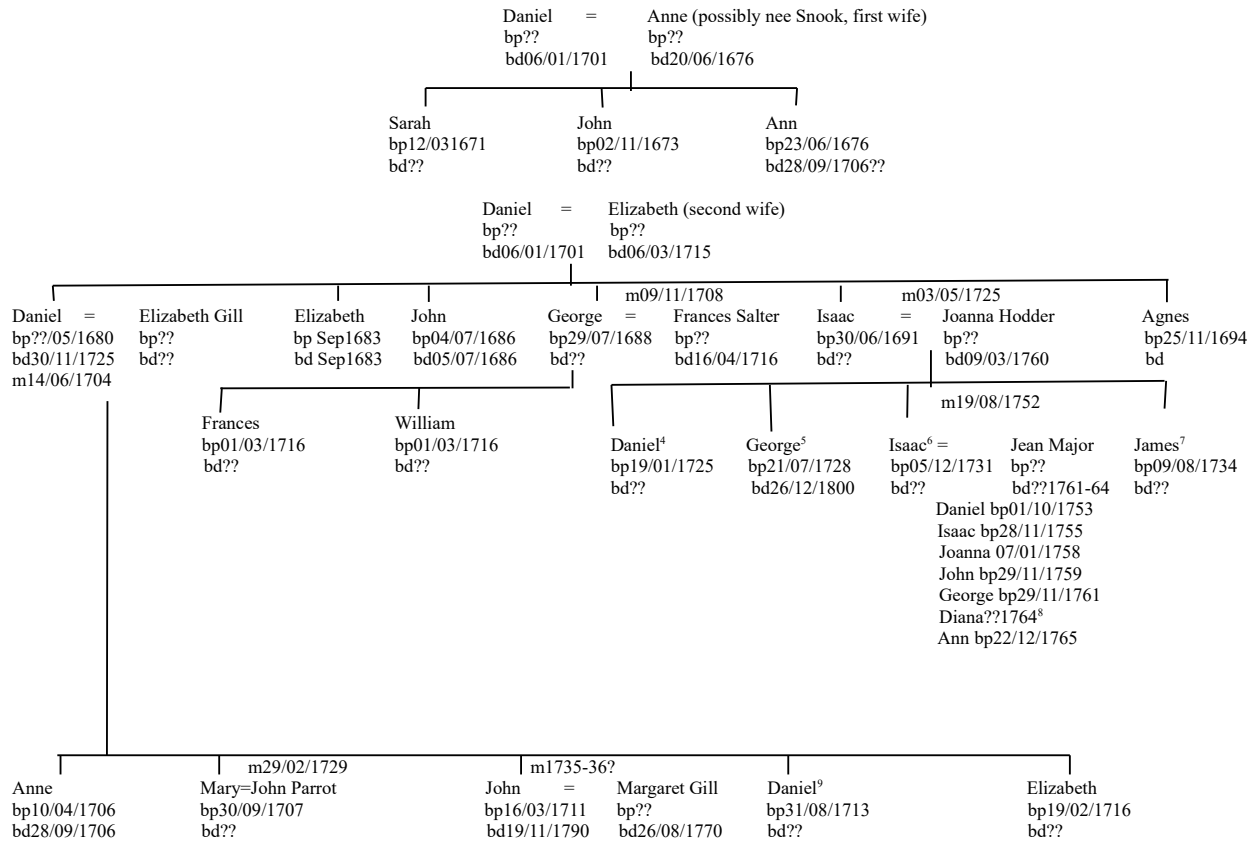 Daniel = Anne (possibly nee Snook, first wife)
bp?? bp??
bd06/01/1701 bd20/06/1676
Sarah John Ann
bp12/031671 bp02/11/1673 bp23/06/1676
bd?? bd?? bd28/09/1706??
Daniel = Elizabeth (second wife)
bp?? bp??
bd06/01/1701 bd06/03/1715
m09/11/1708 m03/05/1725
Daniel = Elizabeth Gill Elizabeth John George = Frances Salter Isaac = Joanna Hodder Agnes
bp??/05/1680 bp?? bp Sep1683 bp04/07/1686 bp29/07/1688 bp?? bp30/06/1691 bp?? bp25/11/1694
bd30/11/1725 bd?? bd Sep1683 bd05/07/1686 bd?? bd16/04/1716 bd?? bd09/03/1760 bd
m14/06/1704
m19/08/1752
Frances William
bp01/03/1716 bp01/03/1716
bd?? bd??
Daniel⁴ George⁵ Isaac⁶ = Jean Major James⁷
bp19/01/1725 bp21/07/1728 bp05/12/1731 bp?? bp09/08/1734
bd?? bd26/12/1800 bd?? bd??1761-64 bd??
Daniel bp01/10/1753
Isaac bp28/11/1755
Joanna 07/01/1758
John bp29/11/1759
George bp29/11/1761
Diana??1764⁸
Ann bp22/12/1765
m29/02/1729 m1735-36?
Anne Mary=John Parrot John = Margaret Gill Daniel⁹ Elizabeth
bp10/04/1706 bp30/09/1707 bp16/03/1711 bp?? bp31/08/1713 bp19/02/1716
bd28/09/1706 bd?? bd19/11/1790 bd26/08/1770 bd?? bd??